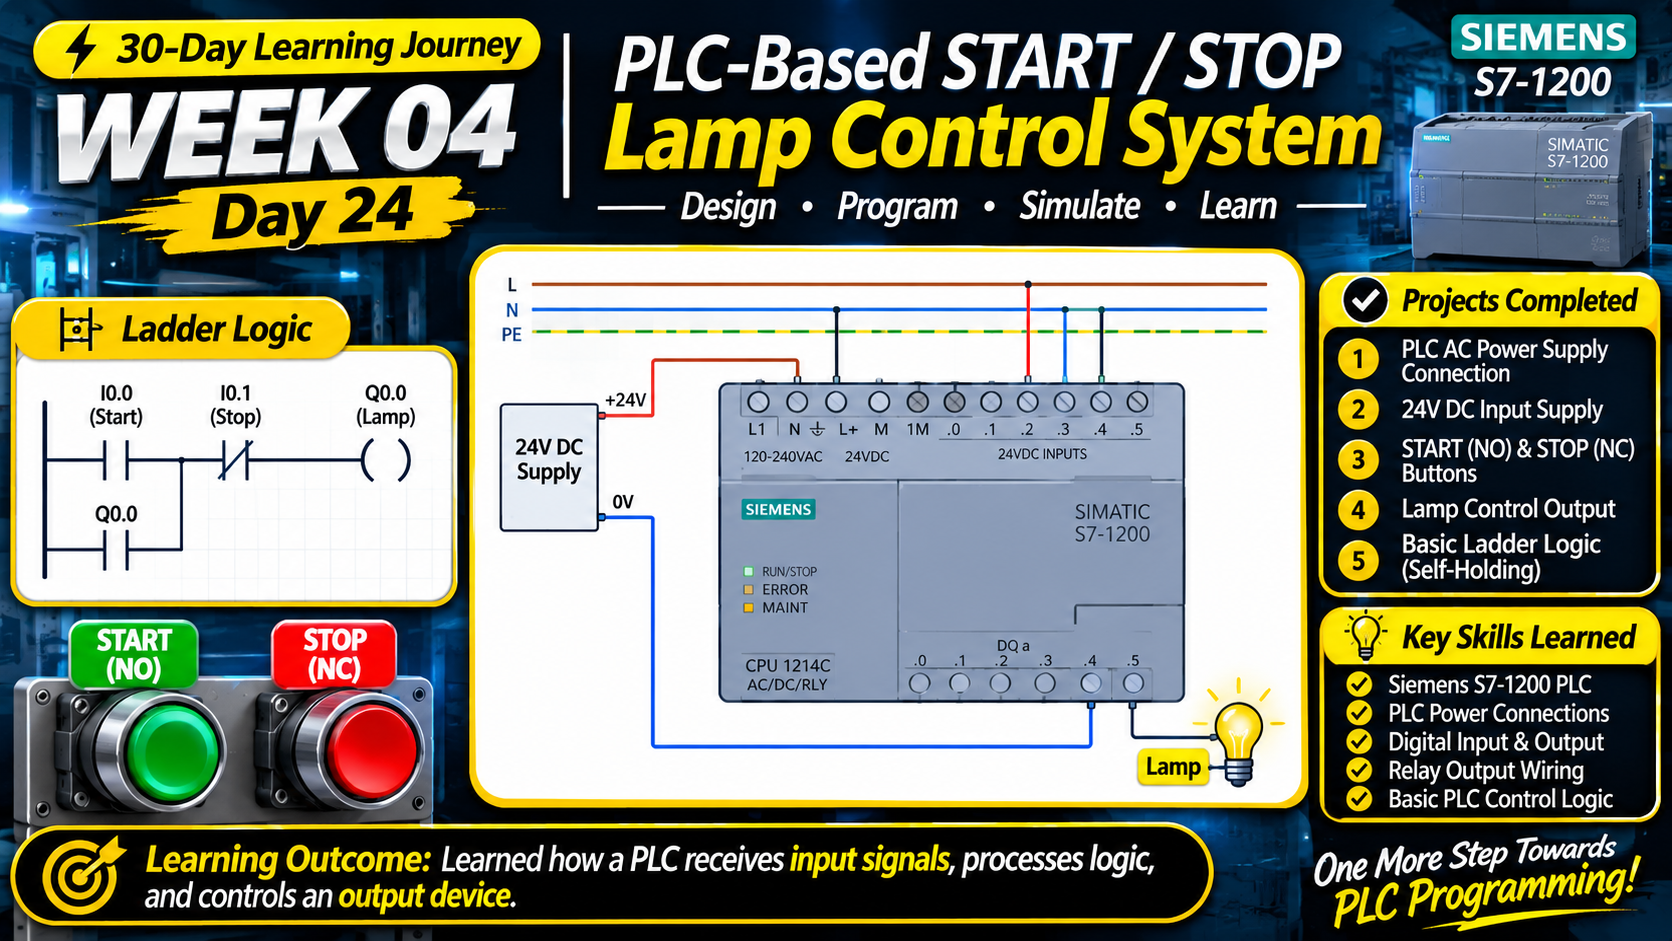 30-Day Learning Journey
WEEK 04
Day 24
PLC-Based START / STOP
Lamp Control System
Design • Program • Simulate • Learn
SIEMENS
S7-1200
SIMATIC
S7-1200
Ladder Logic
I0.0 I0.1 Q0.0
(Start) (Stop) (Lamp)
Q0.0
START
(NO)
STOP
(NC)
L
N
PE
+24V
24V DC
Supply
0V
L1 N L+ M 1M .0 .1 .2 .3 .4 .5
120-240VAC 24VDC 24VDC INPUTS
SIEMENS
SIMATIC
S7-1200
RUN/STOP
ERROR
MAINT
DQ a
.0 .1 .2 .3 .4 .5
CPU 1214C
AC/DC/RLY
Lamp
Projects Completed
1 PLC AC Power Supply
Connection
2 24V DC Input Supply
3 START (NO) & STOP (NC)
Buttons
4 Lamp Control Output
5 Basic Ladder Logic
(Self-Holding)
Key Skills Learned
Siemens S7-1200 PLC
PLC Power Connections
Digital Input & Output
Relay Output Wiring
Basic PLC Control Logic
Learning Outcome: Learned how a PLC receives input signals, processes logic,
and controls an output device.
One More Step Towards
PLC Programming!